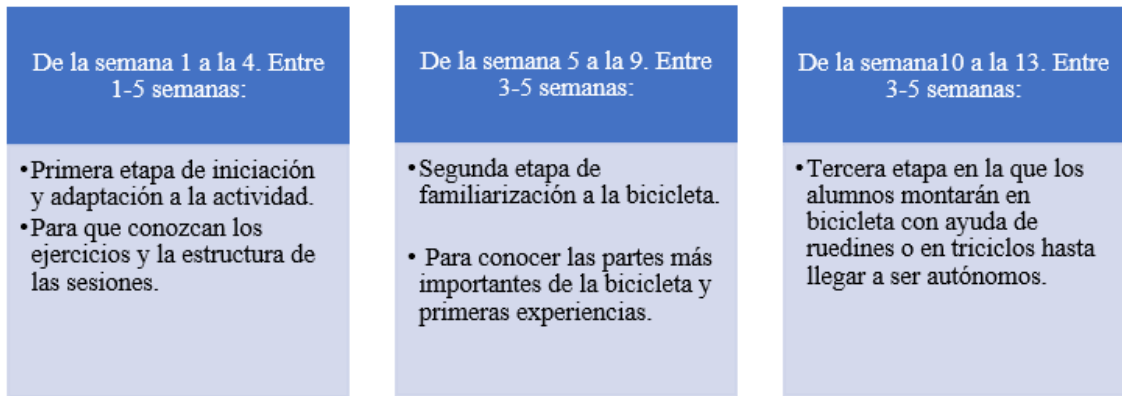 De la semana 1 a la 4. Entre
1-5 semanas:
•Primera etapa de iniciación
y adaptación a la actividad.
•Para que conozcan los
ejercicios y la estructura de
las sesiones.
De la semana 5 a la 9. Entre
3-5 semanas:
•Segunda etapa de
familiarización a la bicicleta.
• Para conocer las partes más
importantes de la bicicleta y
primeras experiencias.
De la semana10 a la 13. Entre
3-5 semanas:
•Tercera etapa en la que los
alumnos montarán en
bicicleta con ayuda de
ruedines o en triciclos hasta
llegar a ser autónomos.